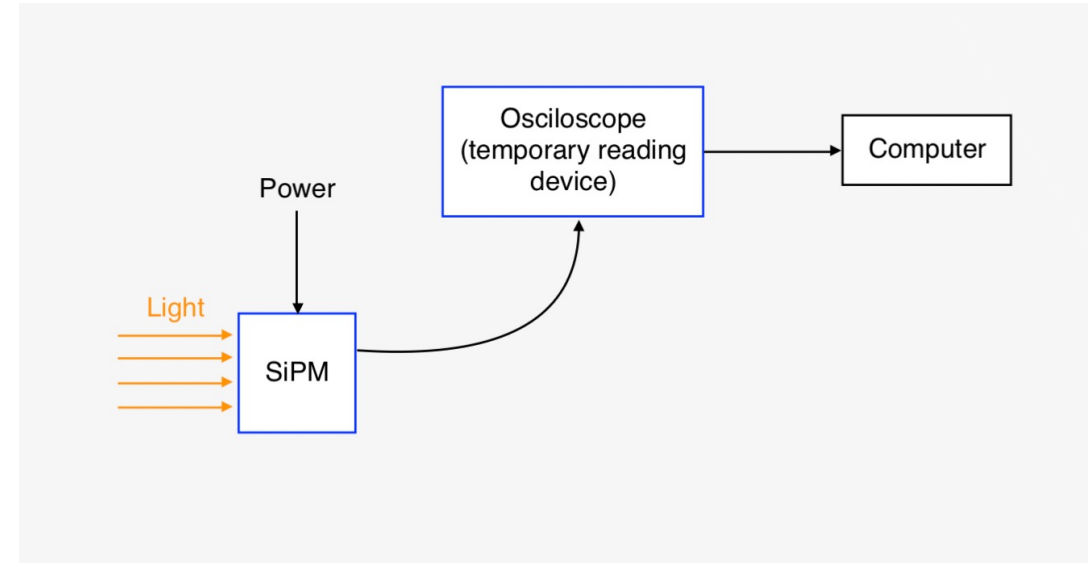 Osciloscope
(temporary reading
device)
Computer
Power
Light
SiPM